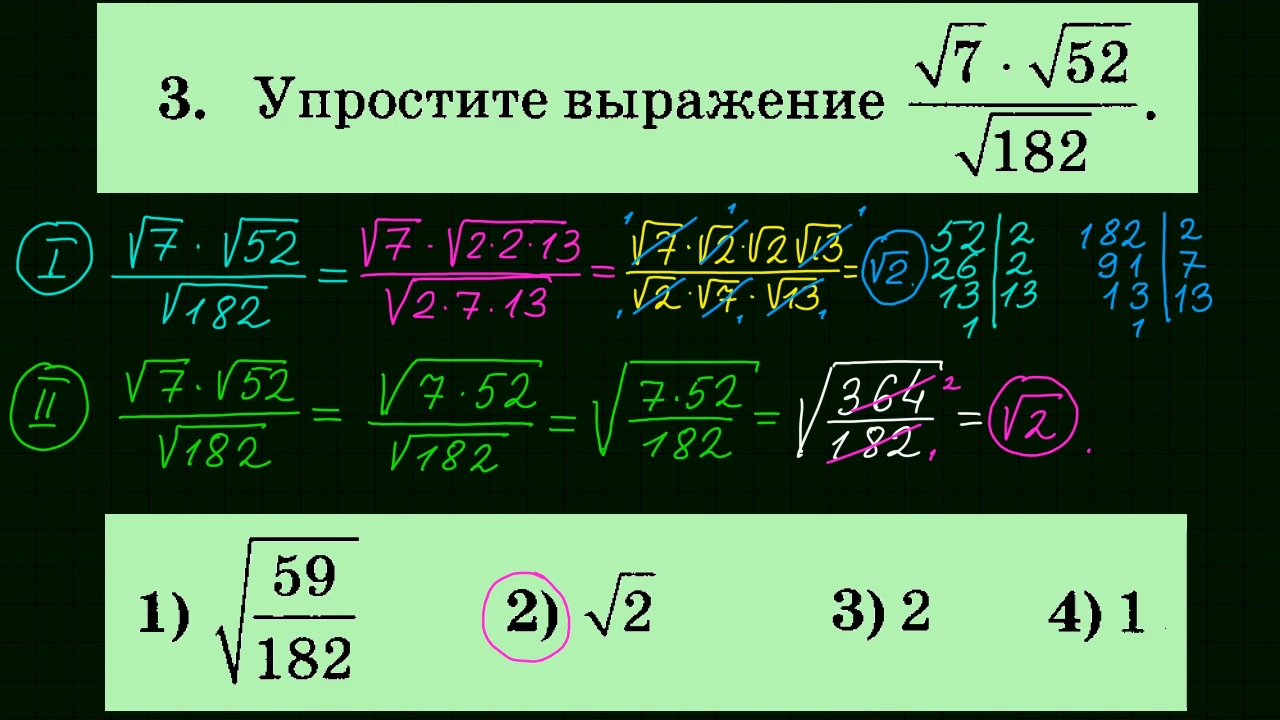 3. Упростите выражение (√7 · √52)/√182.
I (√7 · √52)/√182 = (√7 · √(2·2·13))/√(2·7·13) = (√7·√2·√2√13)/(√2·√7·√13) = √2.
52 | 2 182 | 2
26 | 2 91 | 7
13 | 13 13 | 13
1 1
II (√7·√52)/√182 = √(7·52)/√182 = √((7·52)/182) = √(364/182) = √2.
1) √(59/182) 2) √2 3) 2 4) 1